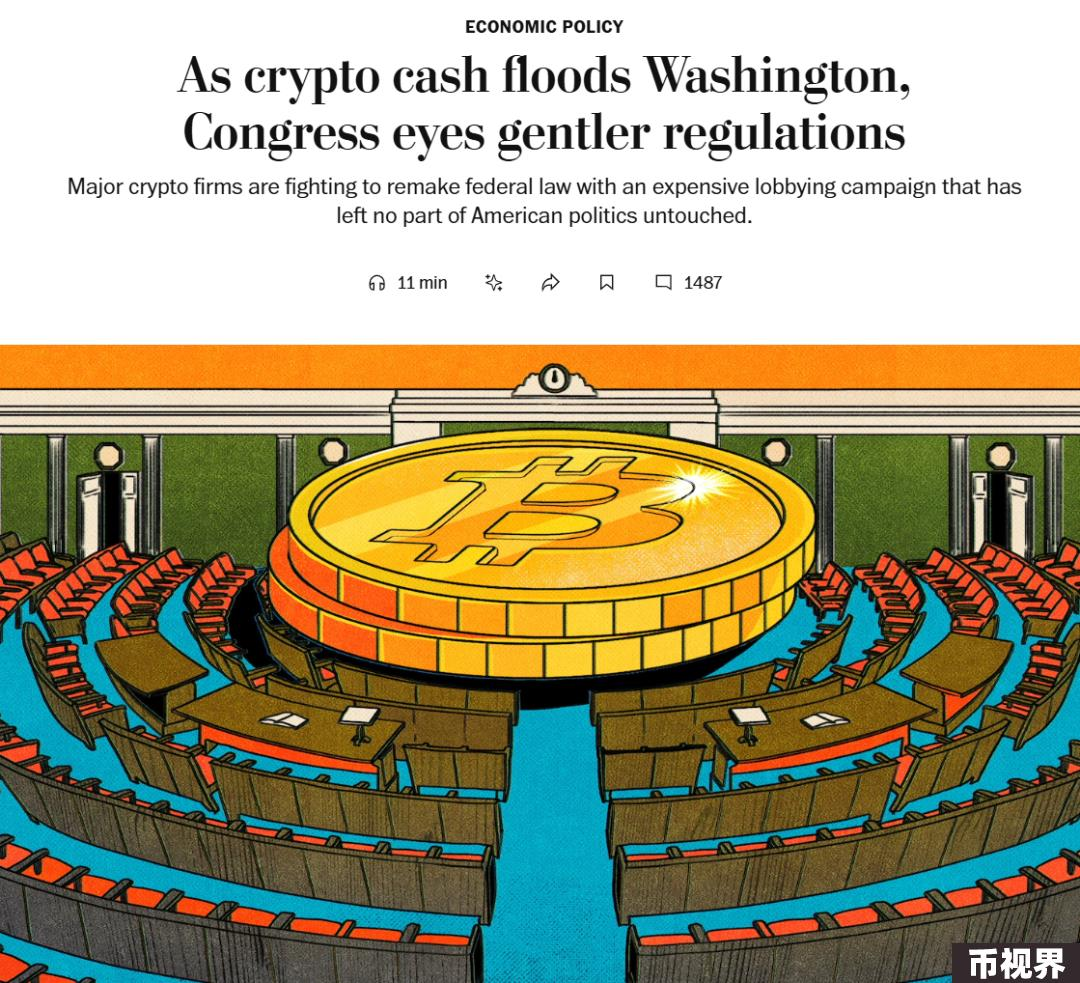 ECONOMIC POLICY
As crypto cash floods Washington,
Congress eyes gentler regulations
Major crypto firms are fighting to remake federal law with an expensive lobbying campaign that has
left no part of American politics untouched.
11 min 1487
币视界